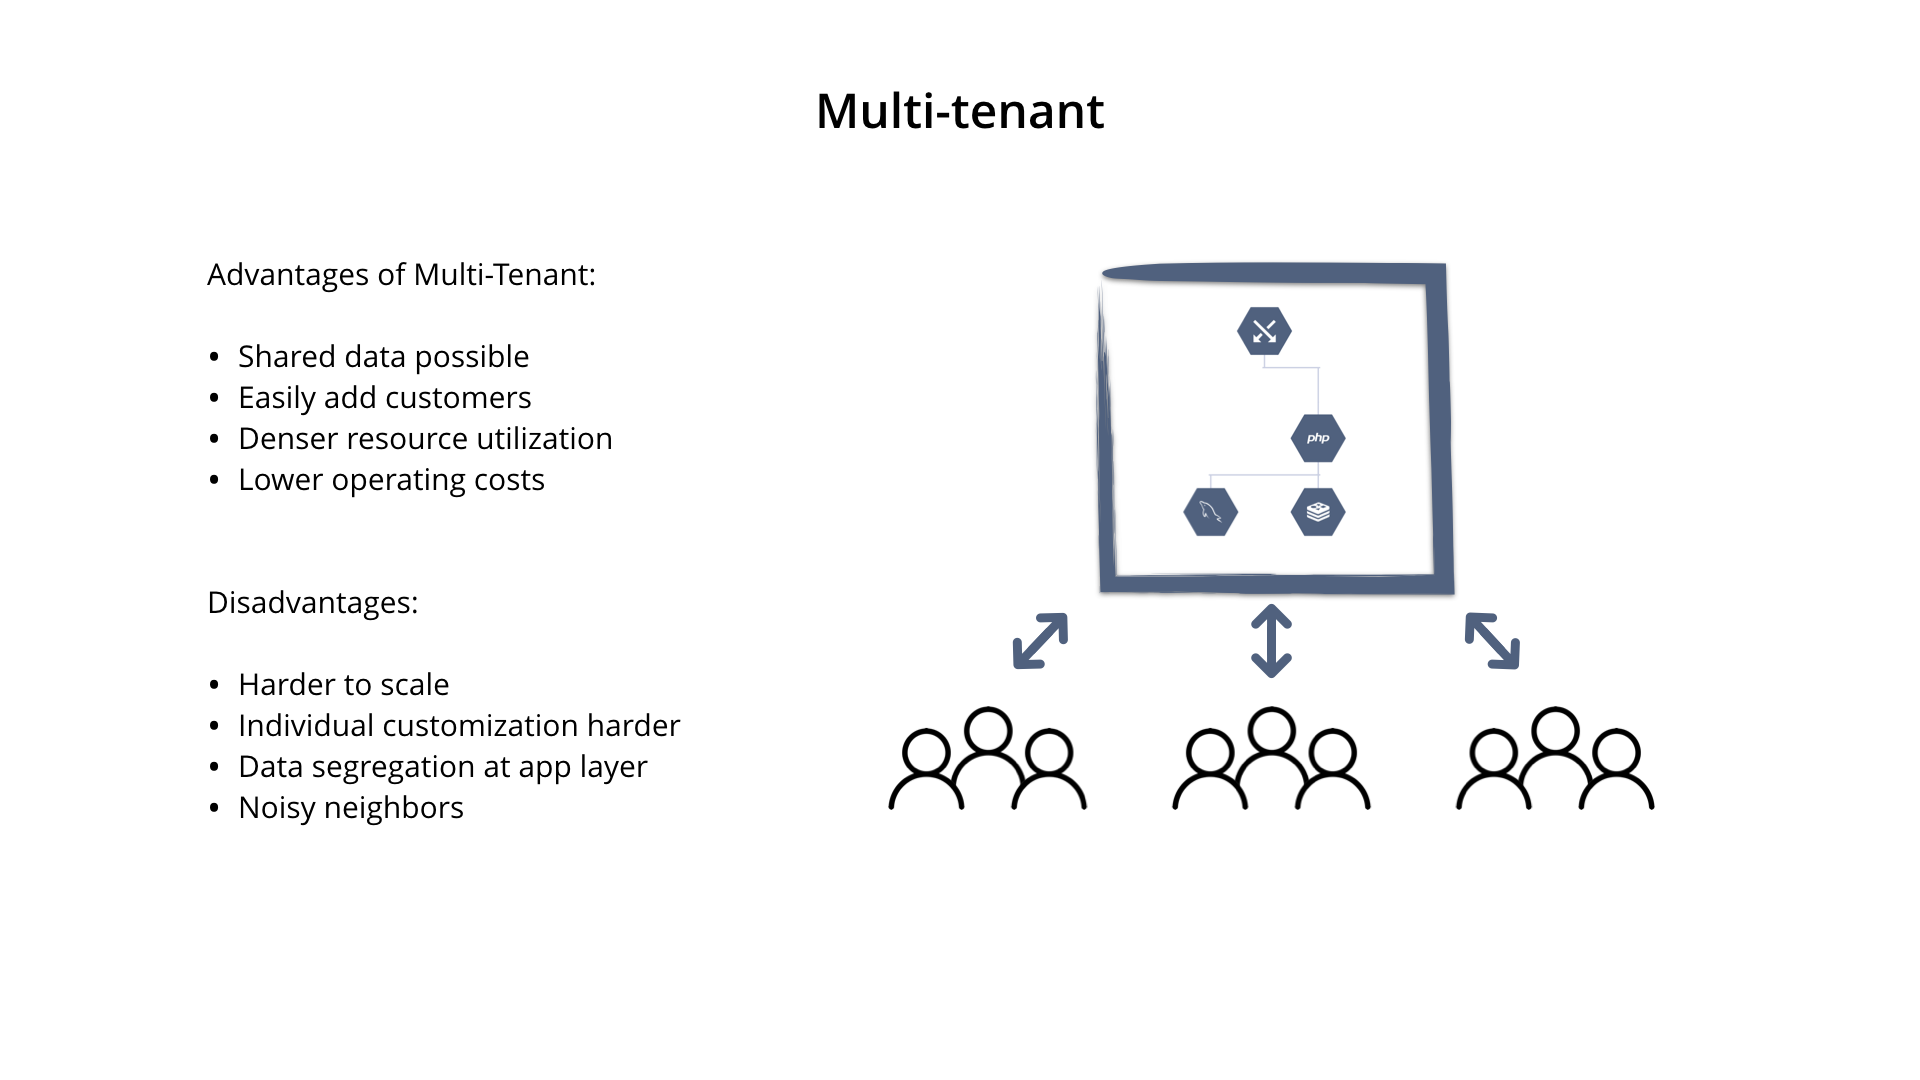 Multi-tenant
Advantages of Multi-Tenant:
• Shared data possible
• Easily add customers
• Denser resource utilization
• Lower operating costs
Disadvantages:
• Harder to scale
• Individual customization harder
• Data segregation at app layer
• Noisy neighbors
php